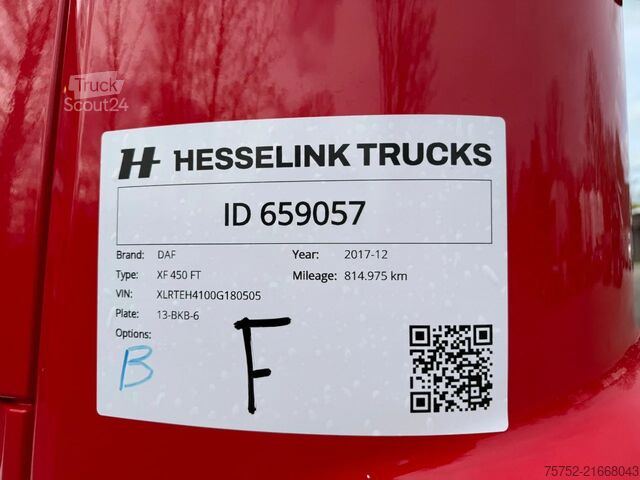 Truck
Scout24
HESSELINK TRUCKS
ID 659057
Brand: DAF Year: 2017-12
Type: XF 450 FT Mileage: 814.975 km
VIN: XLRTEH4100G180505
Plate: 13-BKB-6
Options:
B F
75752-21668043